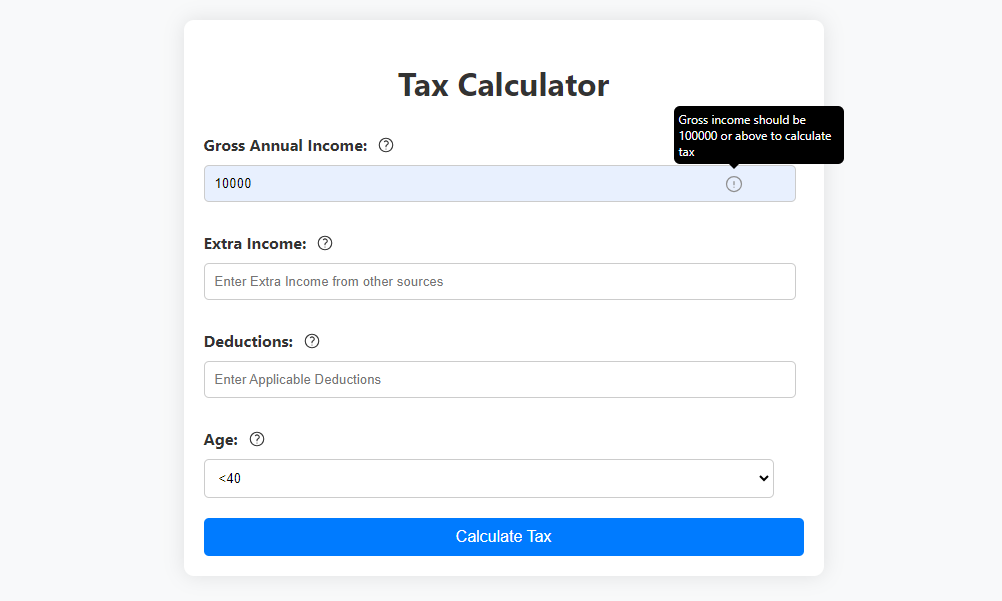 Tax Calculator
Gross income should be
100000 or above to calculate
tax
Gross Annual Income:
10000
Extra Income:
Enter Extra Income from other sources
Deductions:
Enter Applicable Deductions
Age:
<40
Calculate Tax